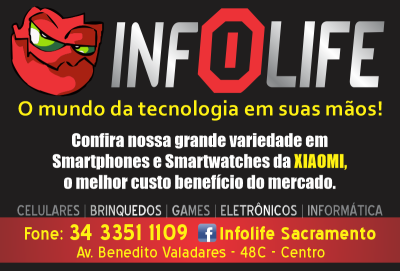 INFOLIFE
O mundo da tecnologia em suas mãos!
Confira nossa grande variedade em
Smartphones e Smartwatches da XIAOMI,
o melhor custo benefício do mercado.
CELULARES | BRINQUEDOS | GAMES | ELETRÔNICOS | INFORMÁTICA
Fone: 34 3351 1109 f Infolife Sacramento
Av. Benedito Valadares - 48C - Centro